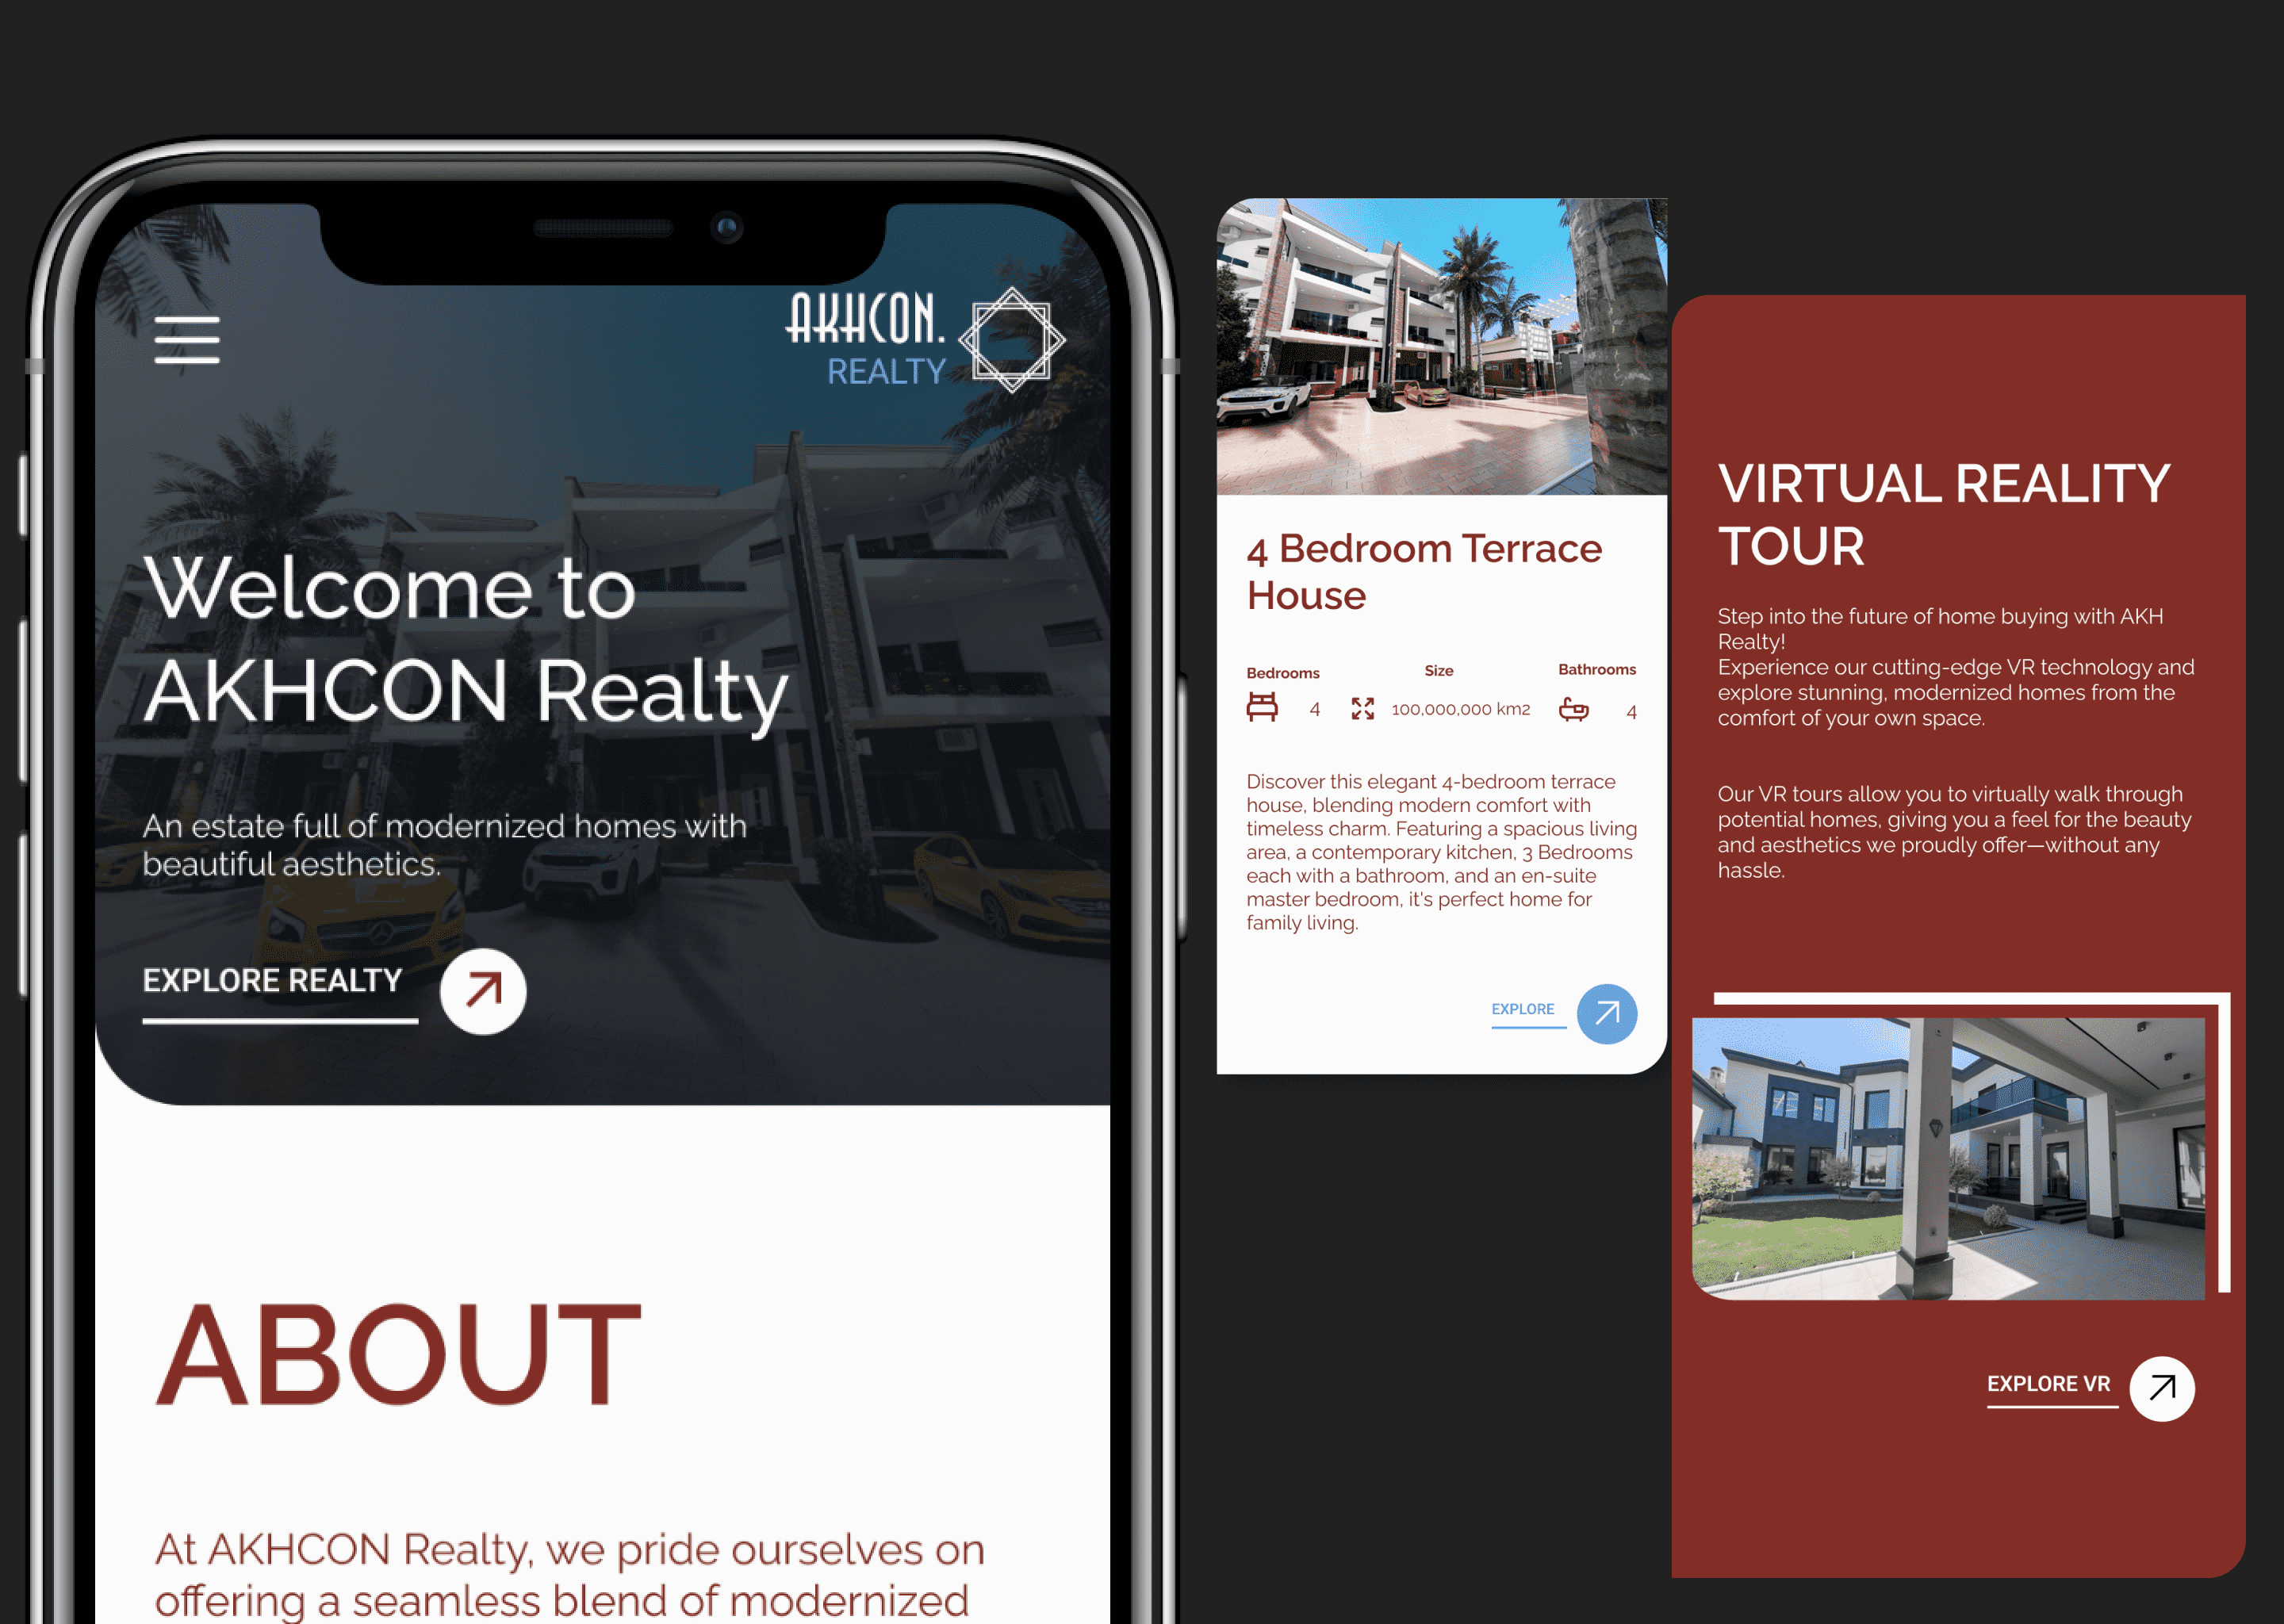 AKHCON.
REALTY
Welcome to
AKHCON Realty
An estate full of modernized homes with
beautiful aesthetics.
EXPLORE REALTY
ABOUT
At AKHCON Realty, we pride ourselves on
offering a seamless blend of modernized
4 Bedroom Terrace
House
Bedrooms Size Bathrooms
4 100,000,000 km2 4
Discover this elegant 4-bedroom terrace
house, blending modern comfort with
timeless charm. Featuring a spacious living
area, a contemporary kitchen, 3 Bedrooms
each with a bathroom, and an en-suite
master bedroom, it's perfect home for
family living.
EXPLORE
VIRTUAL REALITY
TOUR
Step into the future of home buying with AKH
Realty!
Experience our cutting-edge VR technology and
explore stunning, modernized homes from the
comfort of your own space.
Our VR tours allow you to virtually walk through
potential homes, giving you a feel for the beauty
and aesthetics we proudly offer—without any
hassle.
EXPLORE VR